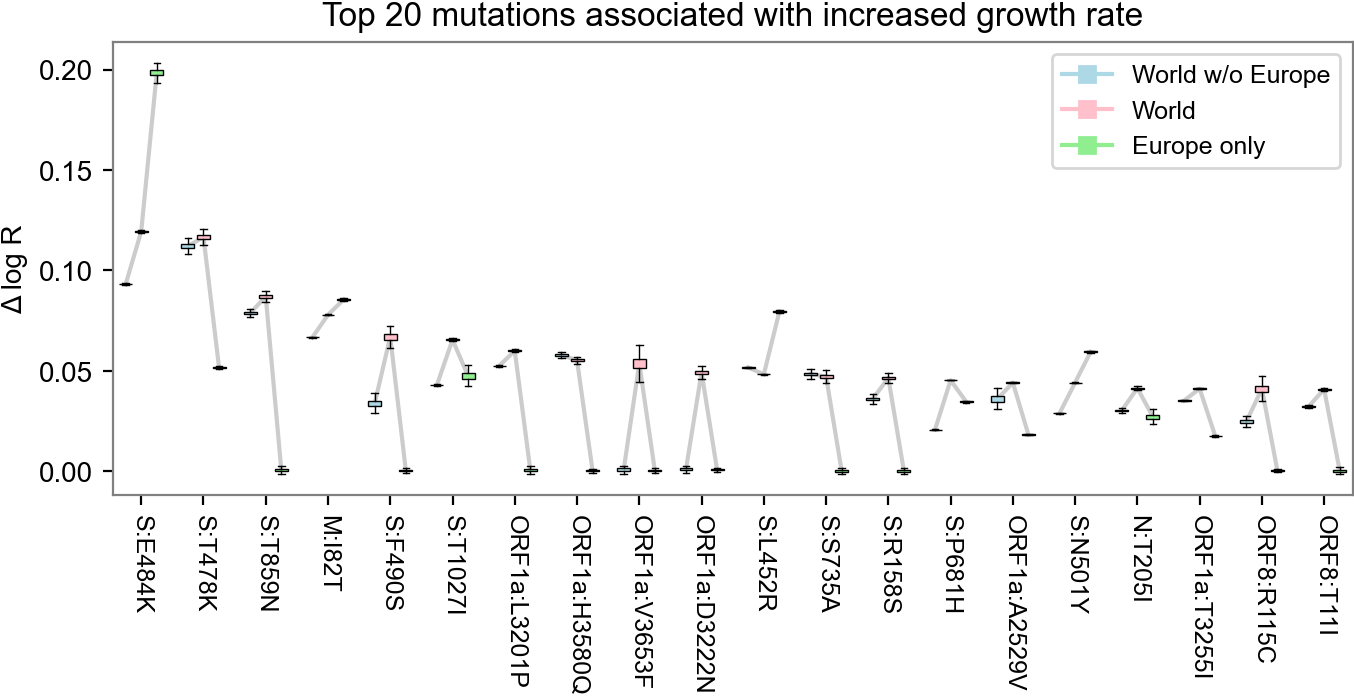 Top 20 mutations associated with increased growth rate
Δ log R
0.20
0.15
0.10
0.05
0.00
World w/o Europe
World
Europe only
S:E484K
S:T478K
S:T859N
M:I82T
S:F490S
S:T1027I
ORF1a:L3201P
ORF1a:H3580Q
ORF1a:V3653F
ORF1a:D3222N
S:L452R
S:S735A
S:R158S
S:P681H
ORF1a:A2529V
S:N501Y
N:T205I
ORF1a:T3255I
ORF8:R115C
ORF8:T11I